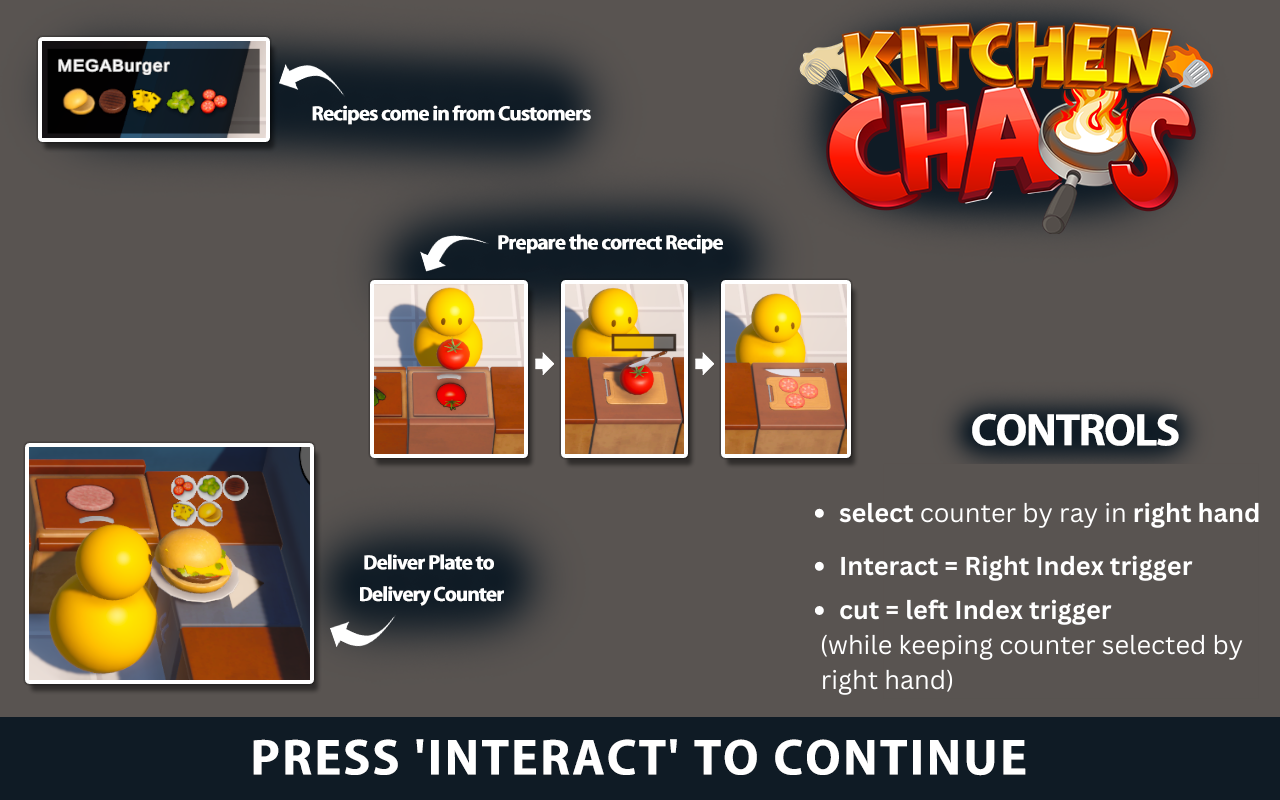 MEGABurger
Recipes come in from Customers
KITCHEN
CHAOS
Prepare the correct Recipe
CONTROLS
• select counter by ray in right hand
• Interact = Right Index trigger
• cut = left Index trigger
(while keeping counter selected by
right hand)
Deliver Plate to
Delivery Counter
PRESS 'INTERACT' TO CONTINUE